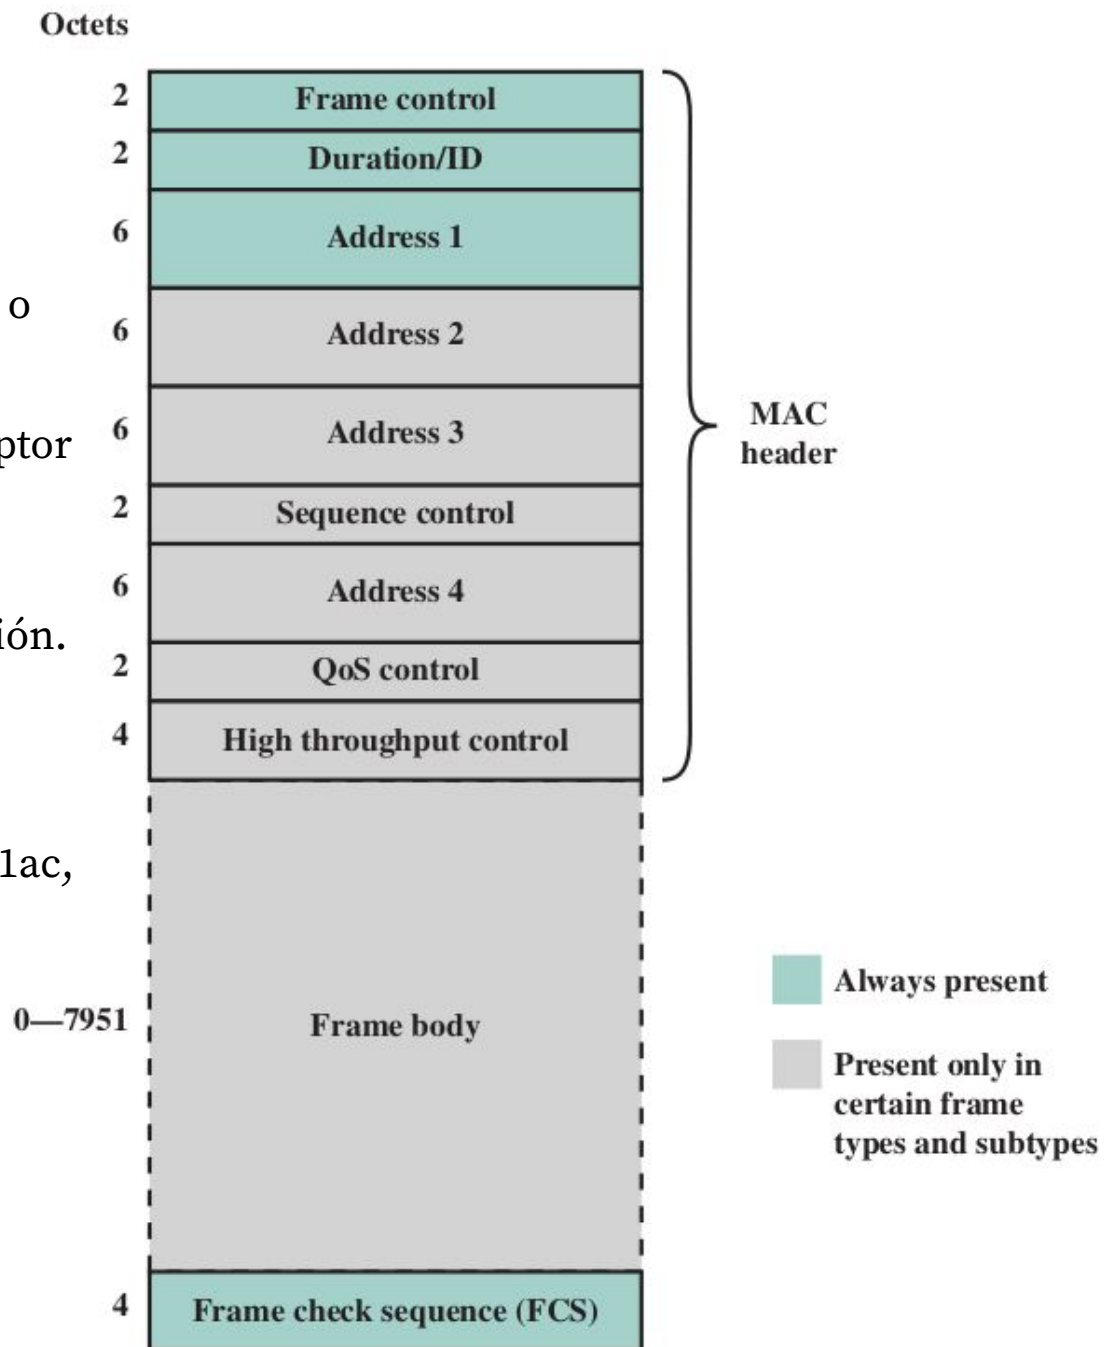 Octets
2 Frame control
2 Duration/ID
6 Address 1
o
6 Address 2
MAC
header
6 Address 3
ptor
2 Sequence control
6 Address 4
ión.
2 QoS control
4 High throughput control
1ac,
0—7951 Frame body
Always present
Present only in
certain frame
types and subtypes
4 Frame check sequence (FCS)